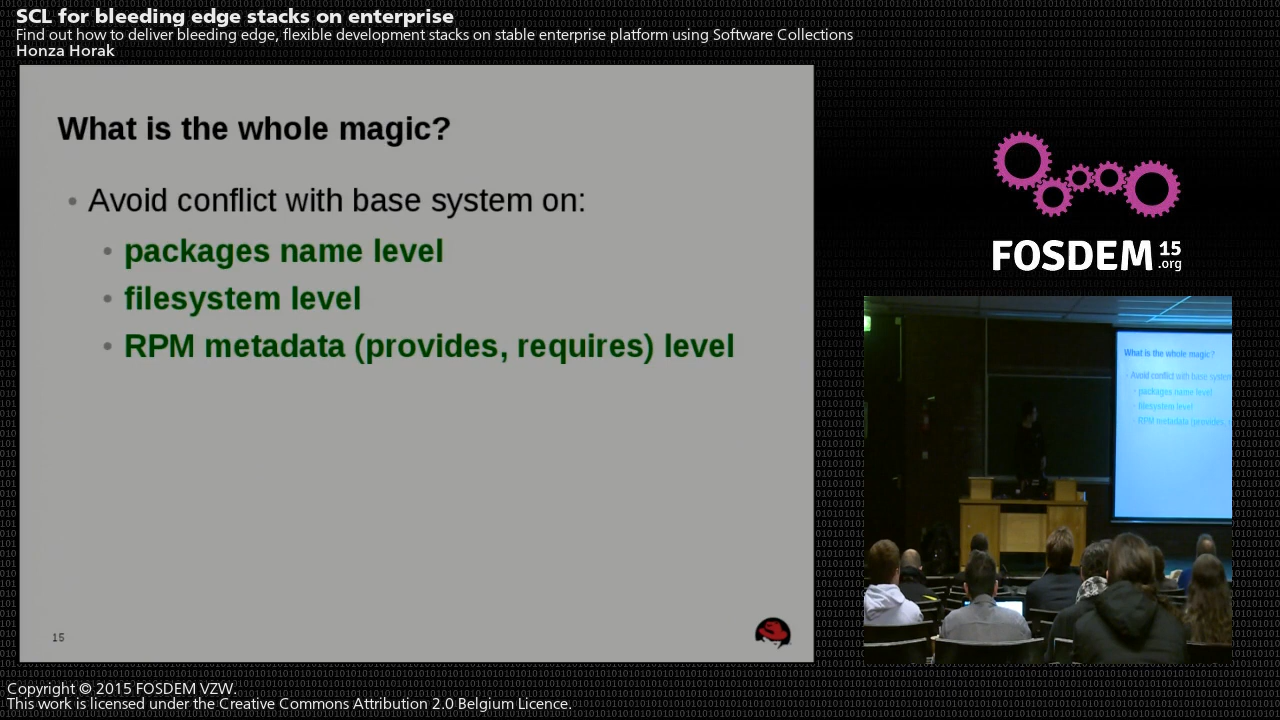 SCL for bleeding edge stacks on enterprise
Find out how to deliver bleeding edge, flexible development stacks on stable enterprise platform using Software Collections
Honza Horak
What is the whole magic?
• Avoid conflict with base system on:
• packages name level
• filesystem level
• RPM metadata (provides, requires) level
15
FOSDEM 15 .org
What is the whole magic?
Avoid conflict with base system
packages name level
filesystem level
RPM metadata (provides,
Copyright © 2015 FOSDEM VZW.
This work is licensed under the Creative Commons Attribution 2.0 Belgium Licence.